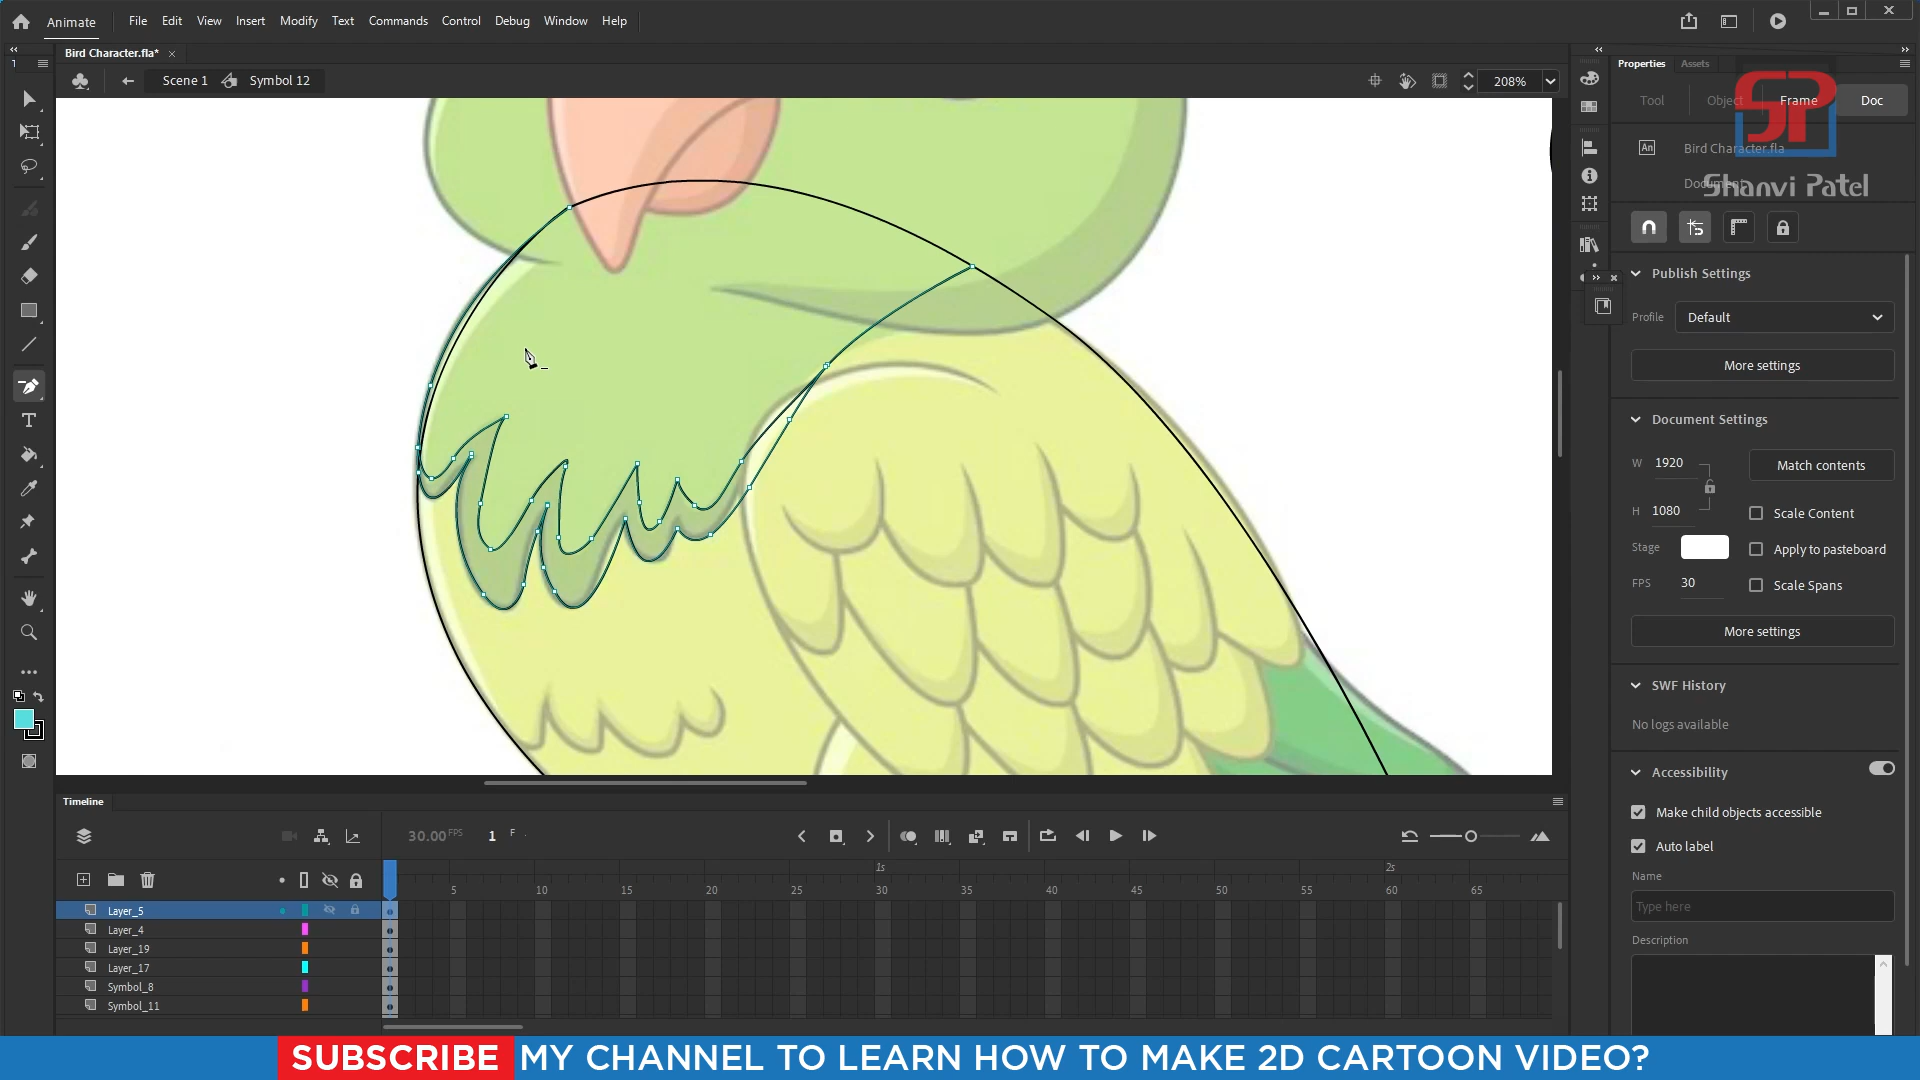 Animate File Edit View Insert Modify Text Commands Control Debug Window Help
Bird Character.fla*
Scene 1 Symbol 12 208%
Properties Assets
Tool Object Frame Doc
SP
An Bird Character.fla
Document
Shanvi Patel
Publish Settings
Profile Default
More settings
Document Settings
W 1920 Match contents
H 1080 Scale Content
Stage Apply to pasteboard
FPS 30 Scale Spans
More settings
SWF History
No logs available
Accessibility
Make child objects accessible
Auto label
Name
Type here
Description
Timeline
30.00 FPS 1 F
1s 2s
5 10 15 20 25 30 35 40 45 50 55 60 65
Layer_5
Layer_4
Layer_19
Layer_17
Symbol_8
Symbol_11
SUBSCRIBE MY CHANNEL TO LEARN HOW TO MAKE 2D CARTOON VIDEO?